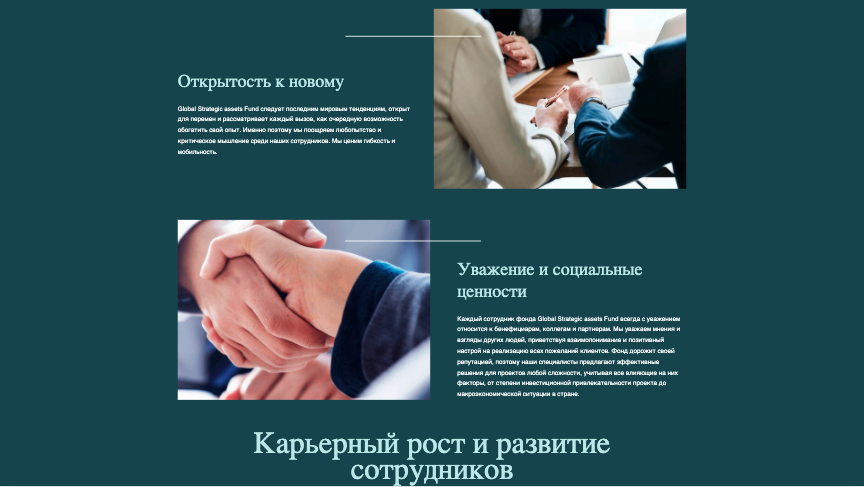 Открытость к новому
Global Strategic assets Fund следует последним мировым тенденциям, открыт
для перемен и рассматривает каждый вызов, как очередную возможность
обогатить свой опыт. Именно поэтому мы поощряем любопытство и
критическое мышление среди наших сотрудников. Мы ценим гибкость и
мобильность.
Уважение и социальные
ценности
Каждый сотрудник фонда Global Strategic assets Fund всегда с уважением
относится к бенефициарам, коллегам и партнерам. Мы уважаем мнения и
взгляды других людей, приветствуя взаимопонимание и позитивный
настрой на реализацию всех пожеланий клиентов. Фонд дорожит своей
репутацией, поэтому наши специалисты предлагают эффективные
решения для проектов любой сложности, учитывая все влияющие на них
факторы, от степени инвестиционной привлекательности проекта до
макроэкономической ситуации в стране.
Карьерный рост и развитие
сотрудников